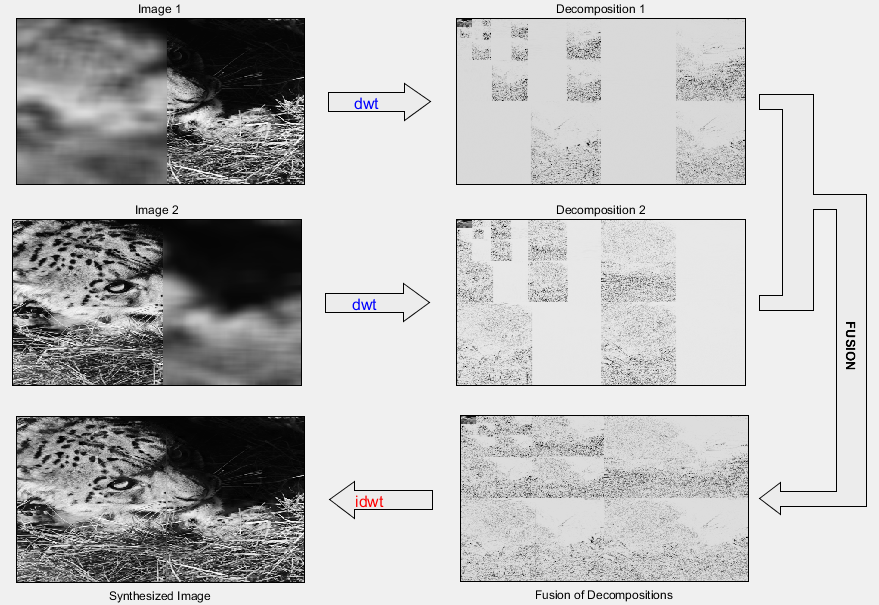 Image 1
Decomposition 1
dwt
Image 2
Decomposition 2
dwt
FUSION
idwt
Synthesized Image
Fusion of Decompositions